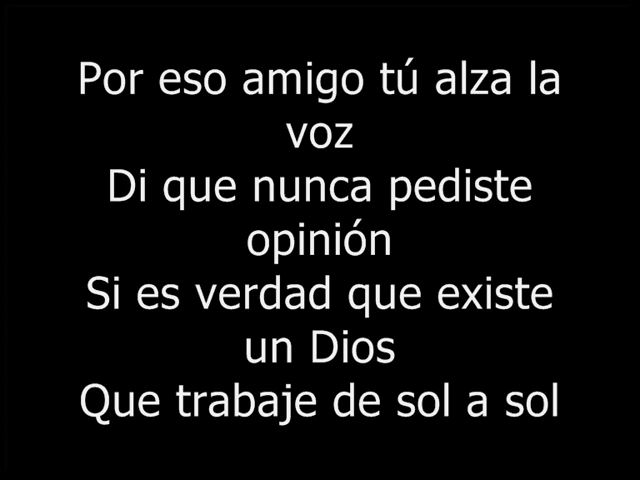 Por eso amigo tú alza la
voz
Di que nunca pediste
opinión
Si es verdad que existe
un Dios
Que trabaje de sol a sol